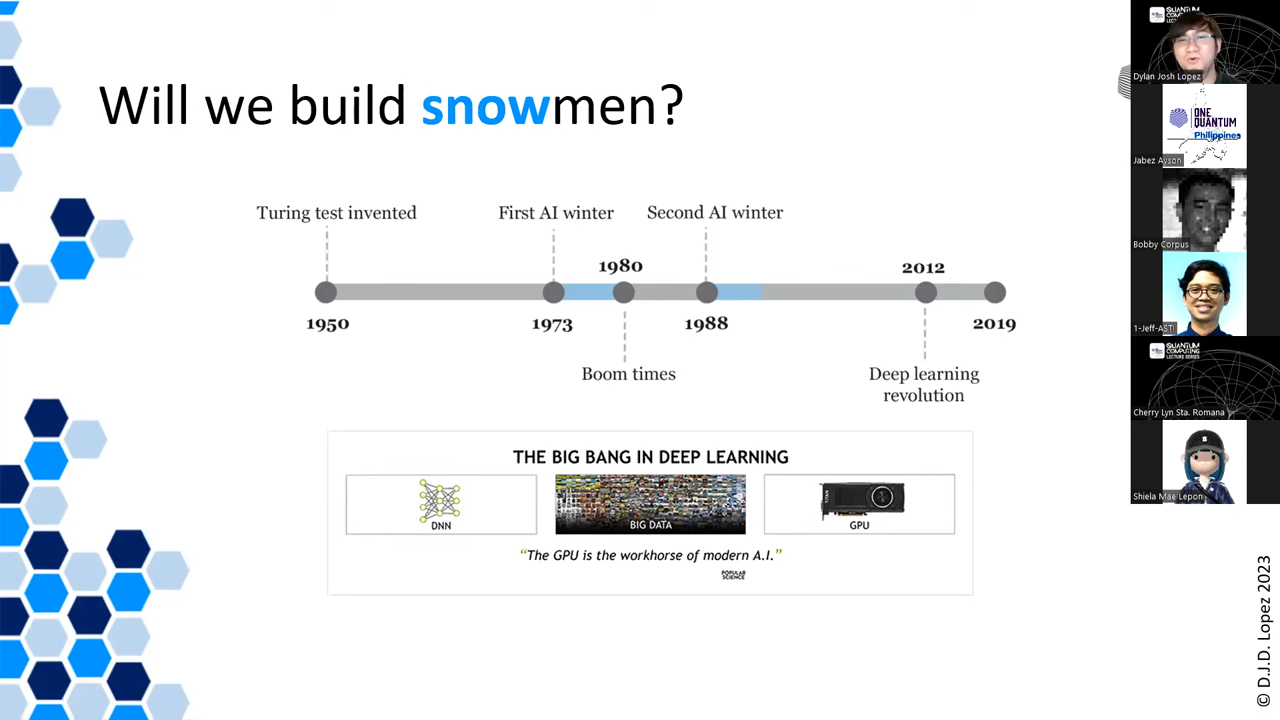 Will we build snowmen?
Turing test invented
First AI winter
Second AI winter
1980
2012
1950
1973
1988
2019
Boom times
Deep learning
revolution
THE BIG BANG IN DEEP LEARNING
DNN
BIG DATA
TITAN
GPU
“The GPU is the workhorse of modern A.I.”
POPULAR
SCIENCE
© D.J.D. Lopez 2023
QUANTUM
COMPUTING
Dylan Josh Lopez
ONE
QUANTUM
Philippines
Jabez Ayson
Bobby Corpus
1-Jeff-ASTI
QUANTUM
COMPUTING
LECTURE SERIES
Cherry Lyn Sta. Romana
S
Shiela Mae Lepon